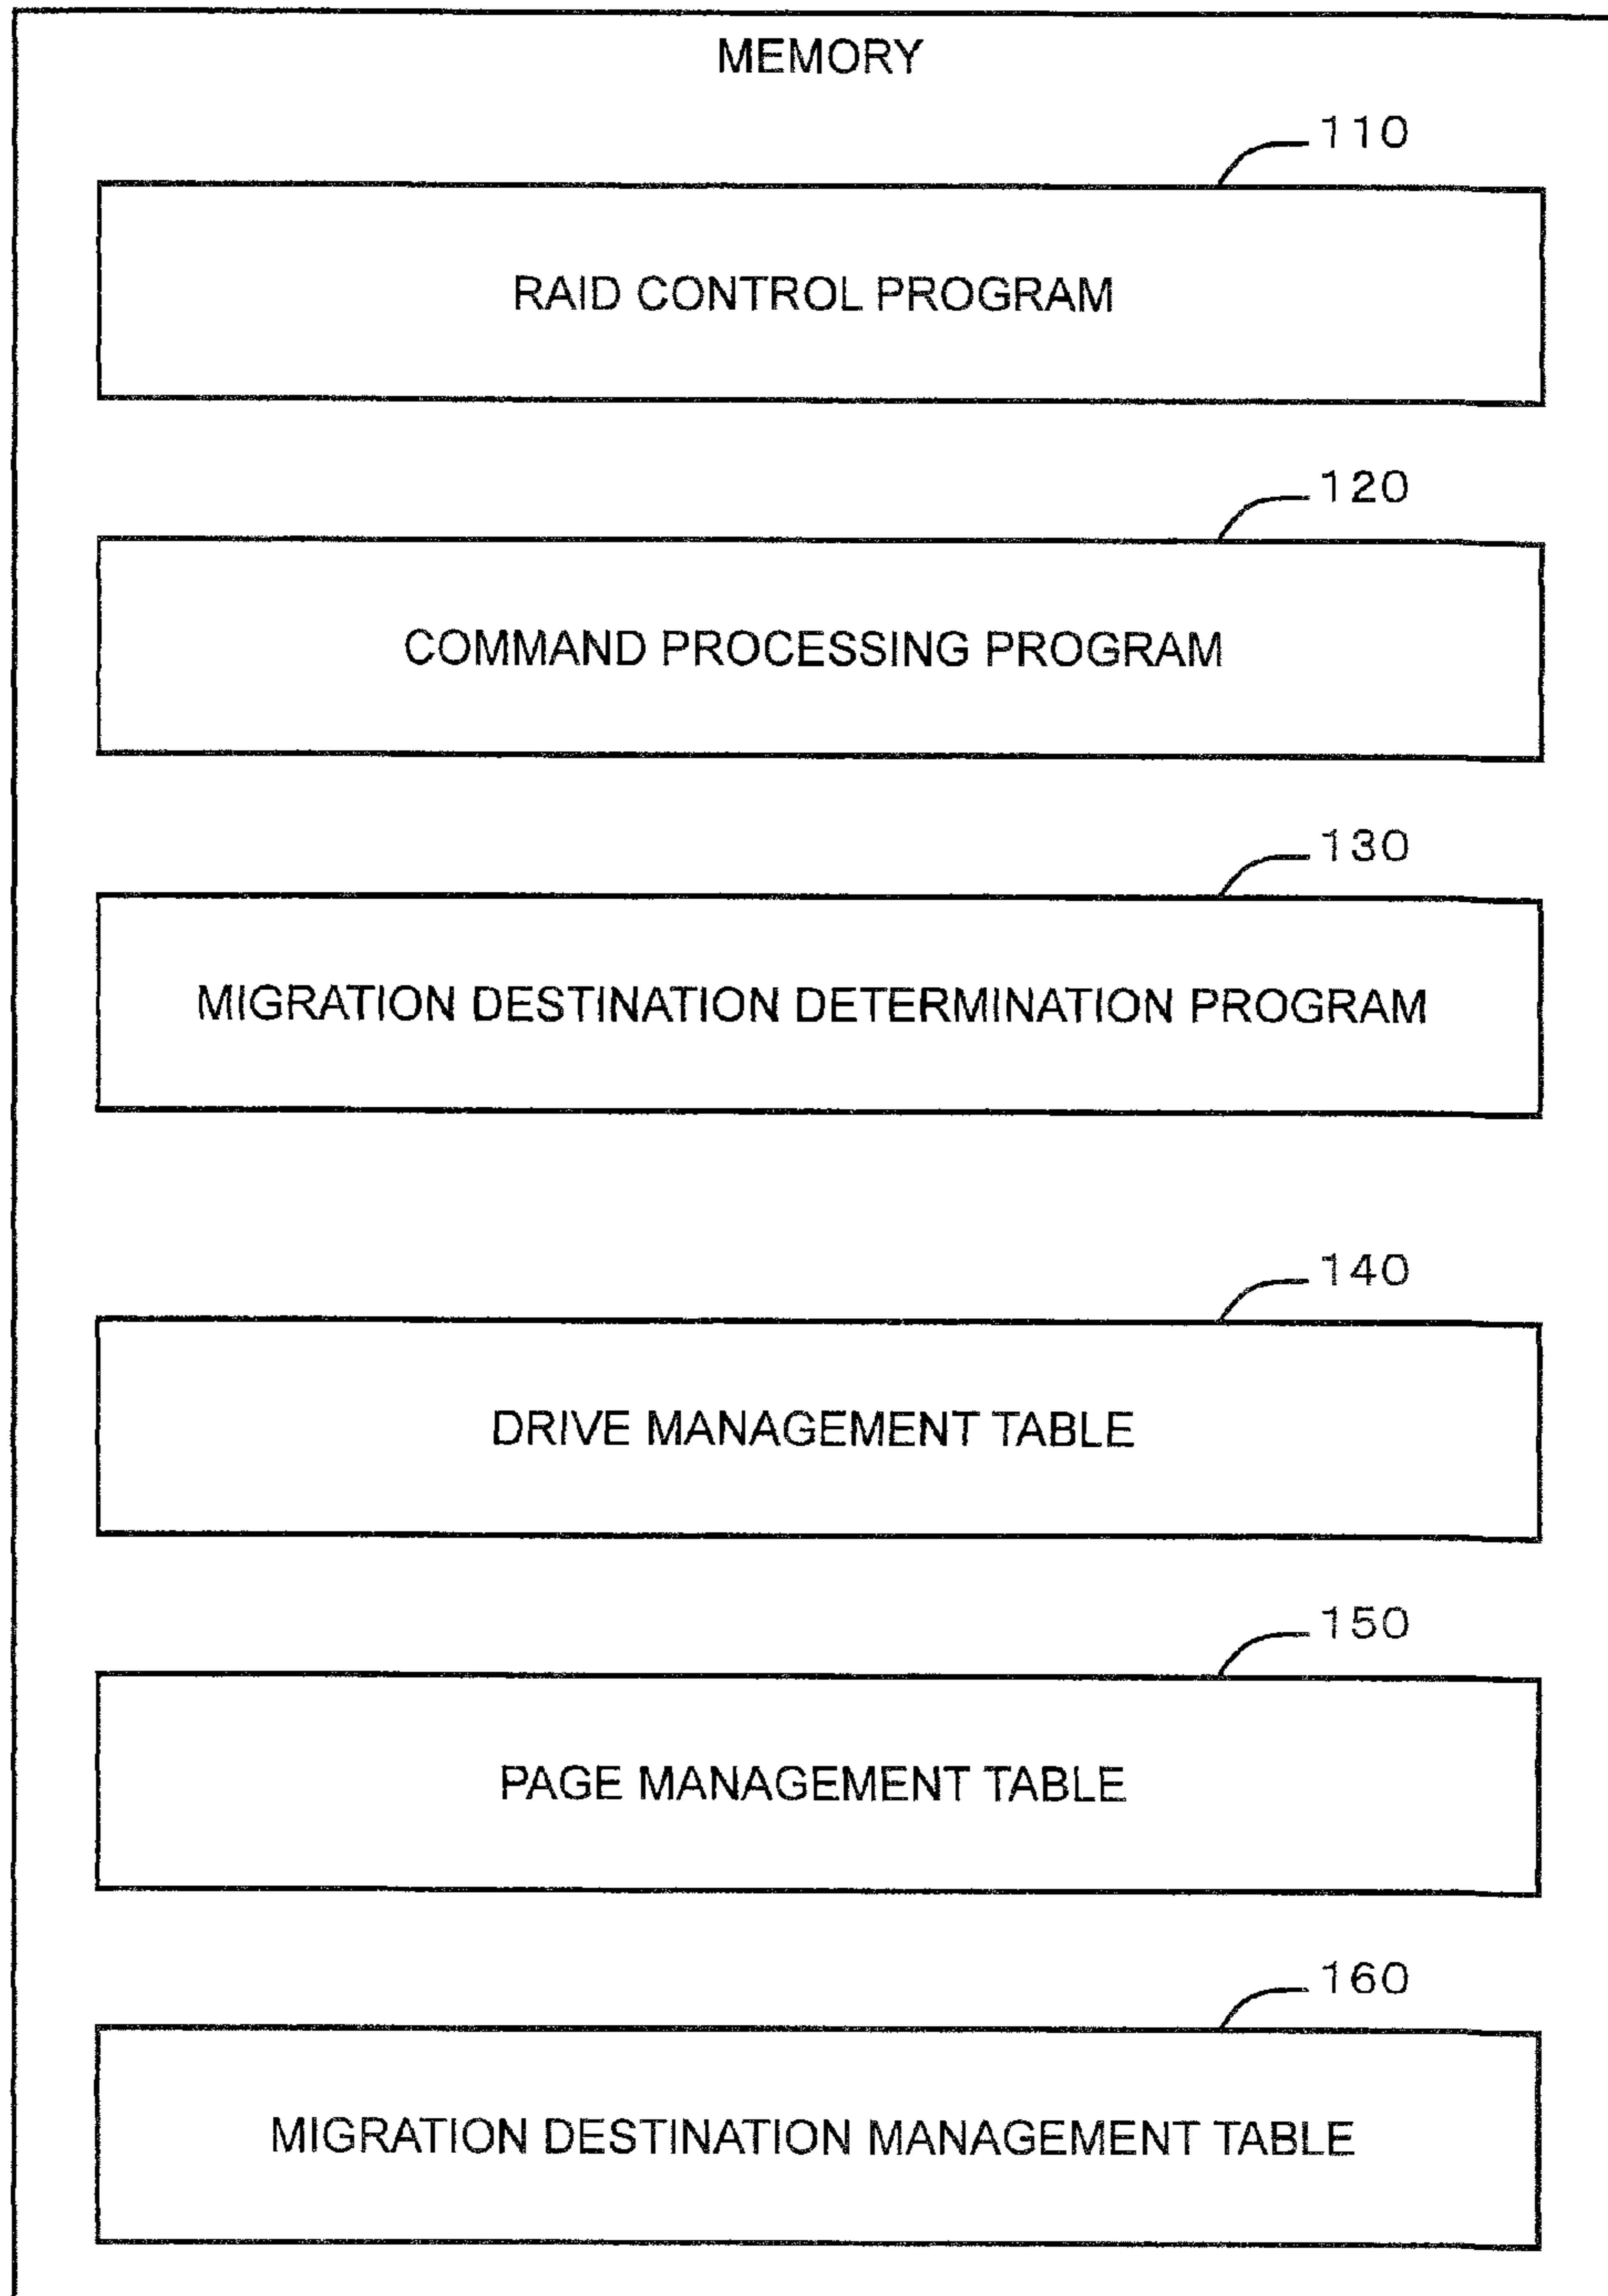 MEMORY
110
RAID CONTROL PROGRAM
120
COMMAND PROCESSING PROGRAM
130
MIGRATION DESTINATION DETERMINATION PROGRAM
140
DRIVE MANAGEMENT TABLE
150
PAGE MANAGEMENT TABLE
160
MIGRATION DESTINATION MANAGEMENT TABLE